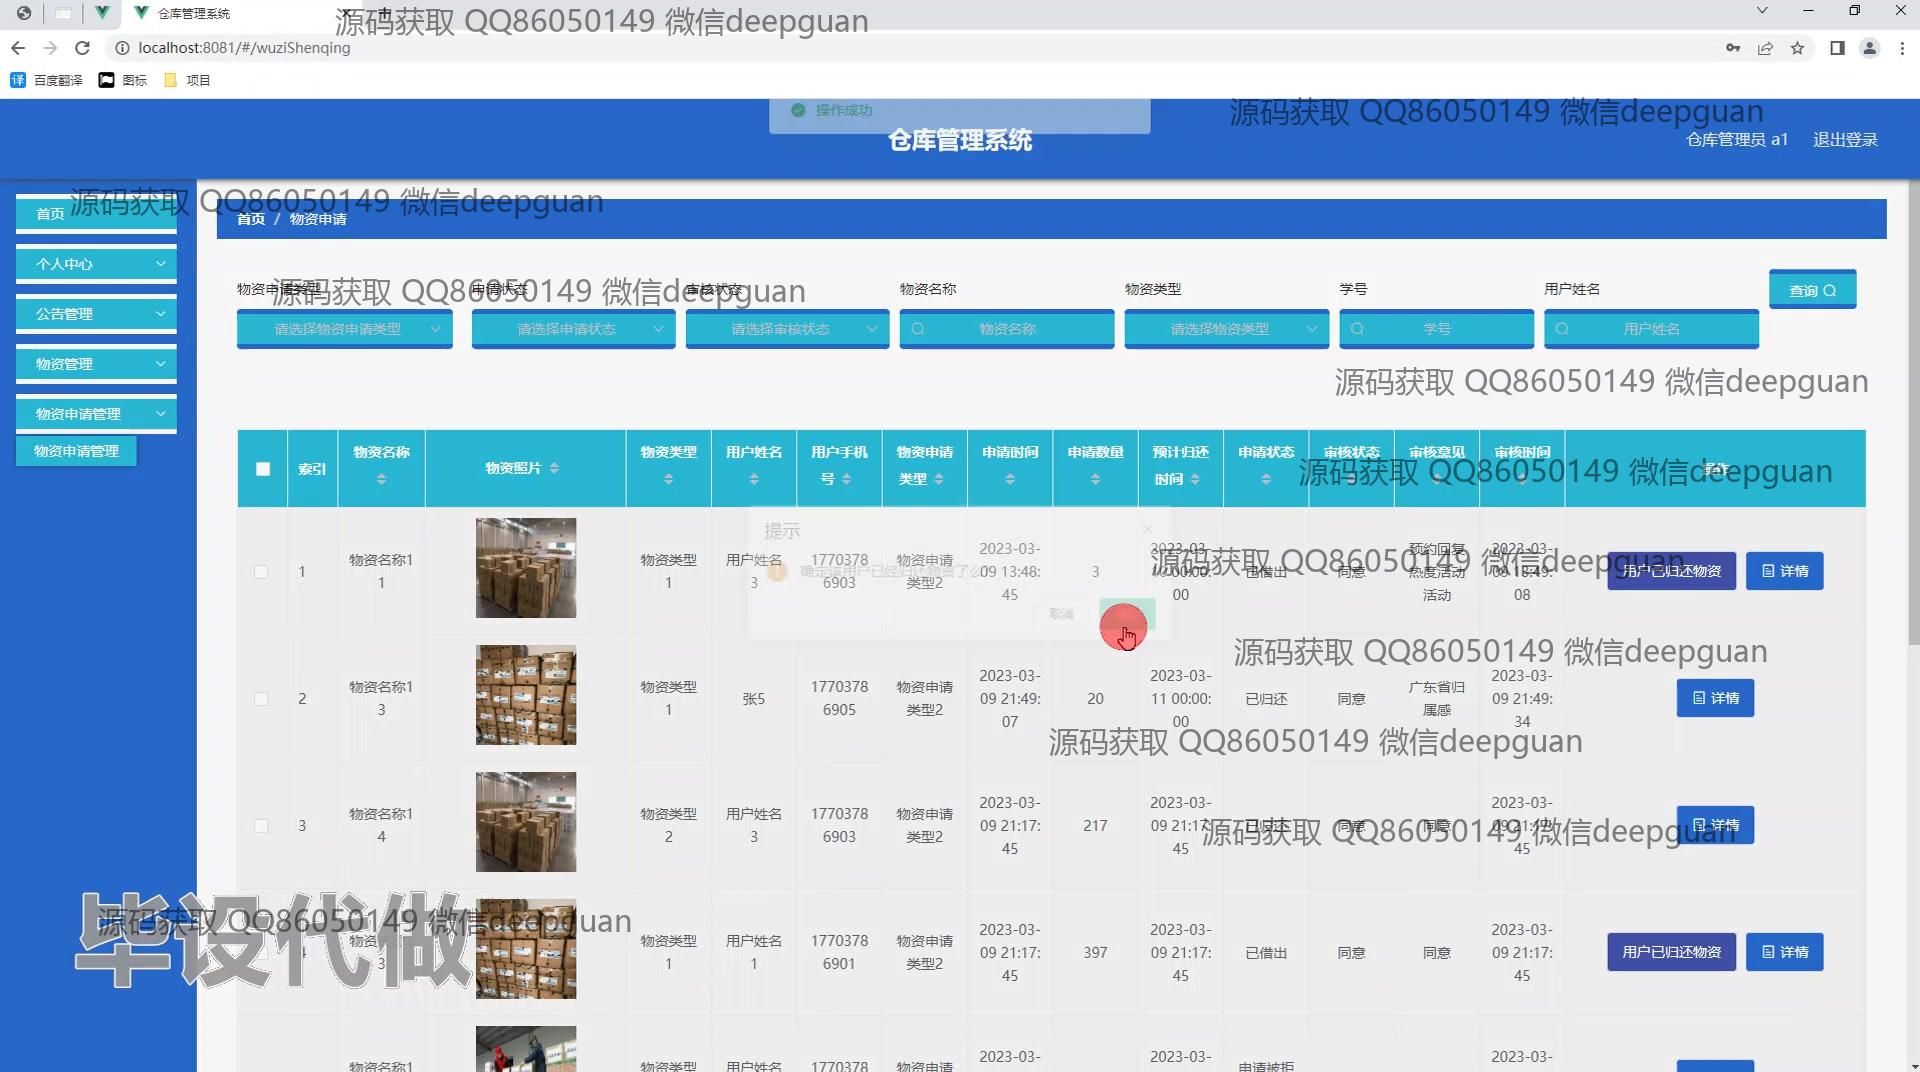 仓库管理系统
源码获取 QQ86050149 微信deepguan
localhost:8081/#/wuziShenqing
百度翻译 图标 项目
操作成功
源码获取 QQ86050149 微信deepguan
仓库管理系统
仓库管理员 a1 退出登录
首页
源码获取 QQ86050149 微信deepguan
首页 / 物资申请
个人中心
公告管理
物资管理
物资申请管理
物资申请管理
源码获取 QQ86050149 微信deepguan
物资申请类型 申请状态 审核状态 物资名称 物资类型 学号 用户姓名
查询
请选择物资申请类型 请选择申请状态 请选择审核状态 物资名称 请选择物资类型 学号 用户姓名
源码获取 QQ86050149 微信deepguan
索引 物资名称 物资照片 物资类型 用户姓名 用户手机号 物资申请类型 申请时间 申请数量 预计归还时间 申请状态 审核状态 审核意见 审核时间 操作
源码获取 QQ86050149 微信deepguan
提示
确定该用户已经归还物资了么
取消
1 物资名称11 物资类型1 用户姓名3 17703786903 物资申请类型2 2023-03-09 13:48:45 3 00:00:00 已借出 同意 预约回复热度活动活动 08 用户已归还物资 详情
源码获取 QQ86050149 微信deepguan
源码获取 QQ86050149 微信deepguan
2 物资名称13 物资类型1 张5 17703786905 物资申请类型2 2023-03-09 21:49:07 20 2023-03-11 00:00:00 已归还 同意 广东省归属感 2023-03-09 21:49:34 详情
源码获取 QQ86050149 微信deepguan
3 物资名称14 物资类型2 用户姓名3 17703786903 物资申请类型2 2023-03-09 21:17:45 217 2023-03-09 21:17:45 已归还 同意 同意 2023-03-09 21:17:45 详情
源码获取 QQ86050149 微信deepguan
毕设代做
源码获取 QQ86050149 微信deepguan
4 物资类型1 用户姓名1 17703786901 物资申请类型2 2023-03-09 21:17:45 397 2023-03-09 21:17:45 已借出 同意 同意 2023-03-09 21:17:45 用户已归还物资 详情
物资名称1 物资类型 用户姓名 1770378 物资申请 2023-03- 2023-03- 申请被拒 2023-03-